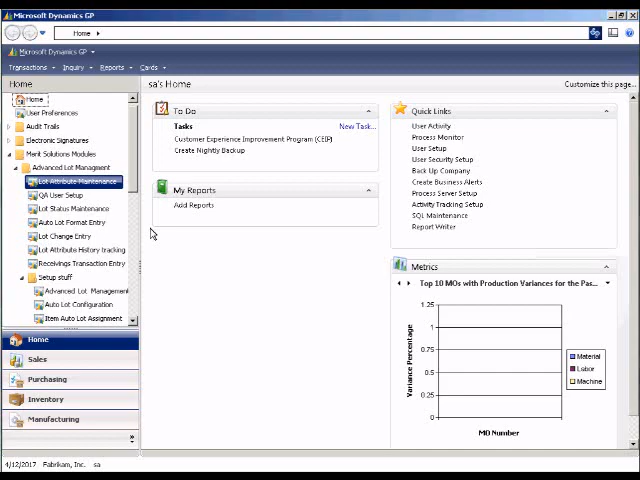 Microsoft Dynamics GP
Home
Microsoft Dynamics GP
Transactions
Inquiry
Reports
Cards
Home
sa's Home
Customize this page...
Home
User Preferences
Audit Trails
Electronic Signatures
Merit Solutions Modules
Advanced Lot Managment
Lot Attribute Maintenance
QA User Setup
Lot Status Maintenance
Auto Lot Format Entry
Lot Change Entry
Lot Attribute History tracking
Receivings Transaction Entry
Setup stuff
Advanced Lot Management
Auto Lot Configuration
Item Auto Lot Assignment
Home
Sales
Purchasing
Inventory
Manufacturing
To Do
Tasks
New Task...
Customer Experience Improvement Program (CEIP)
Create Nightly Backup
My Reports
Add Reports
Quick Links
User Activity
Process Monitor
User Setup
User Security Setup
Back Up Company
Create Business Alerts
Process Server Setup
Activity Tracking Setup
SQL Maintenance
Report Writer
Metrics
Top 10 MOs with Production Variances for the Pas...
Variance Percentage
1.25
1
0.75
0.5
0.25
0
MO Number
Material
Labor
Machine
4/12/2017 Fabrikam, Inc. sa